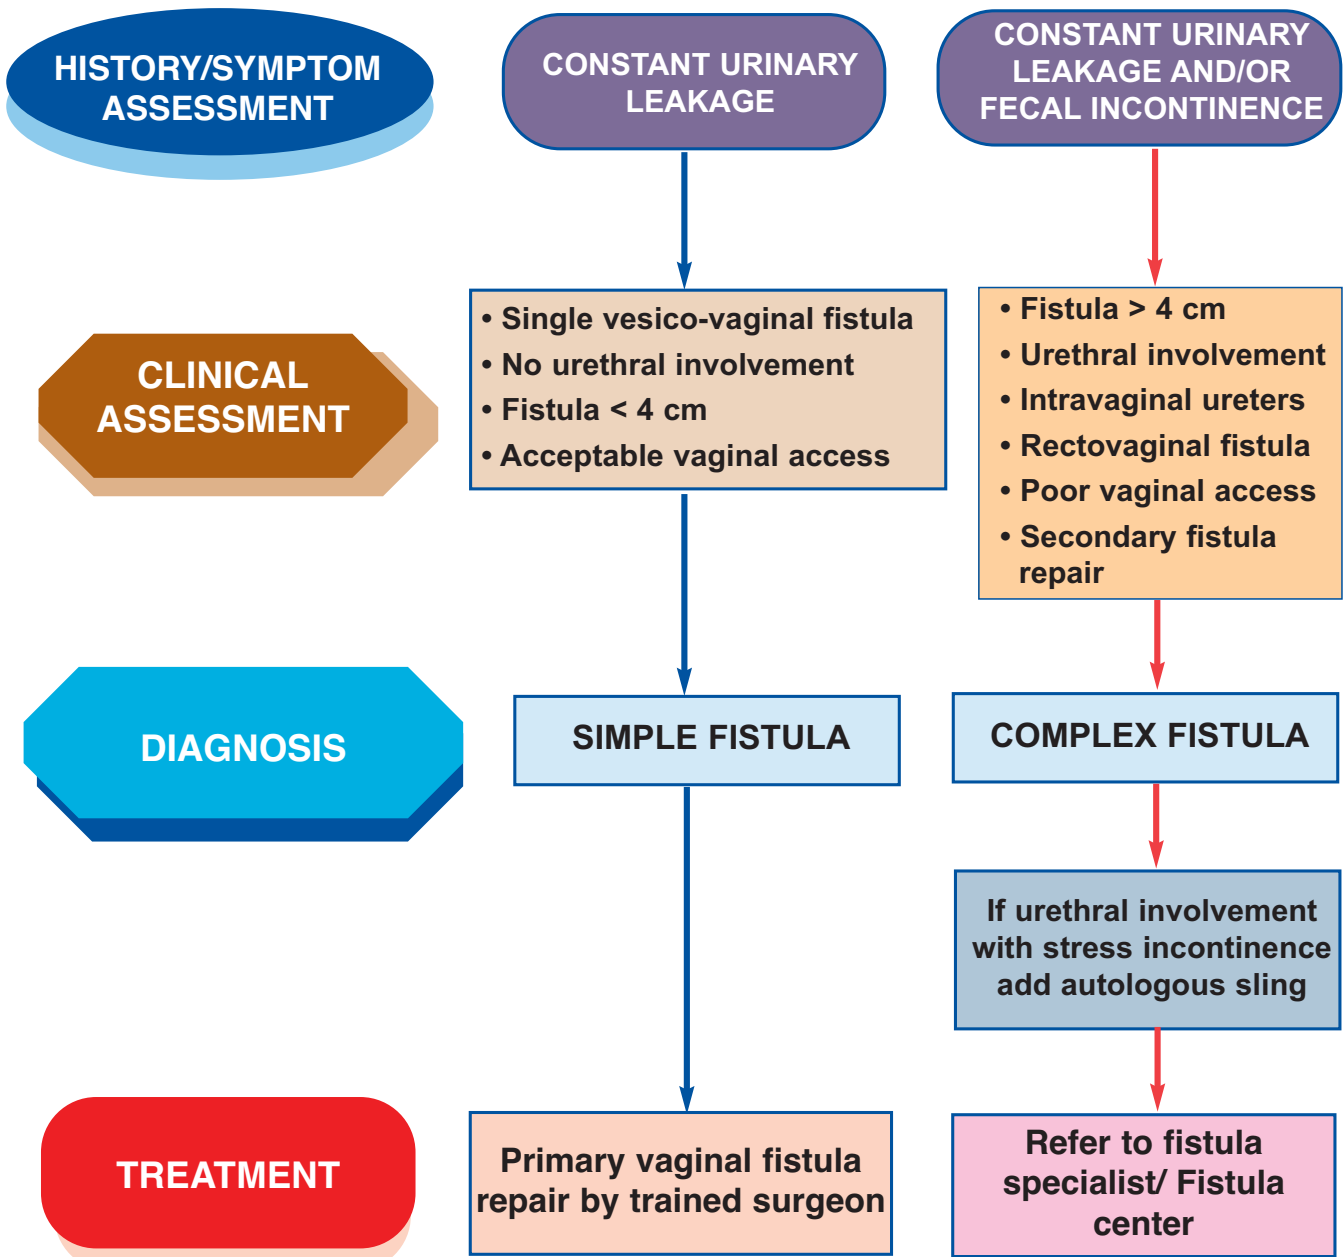 HISTORY/SYMPTOM
ASSESSMENT
CONSTANT URINARY
LEAKAGE
CONSTANT URINARY
LEAKAGE AND/OR
FECAL INCONTINENCE
CLINICAL
ASSESSMENT
• Single vesico-vaginal fistula
• No urethral involvement
• Fistula < 4 cm
• Acceptable vaginal access
• Fistula > 4 cm
• Urethral involvement
• Intravaginal ureters
• Rectovaginal fistula
• Poor vaginal access
• Secondary fistula
repair
DIAGNOSIS
SIMPLE FISTULA
COMPLEX FISTULA
If urethral involvement
with stress incontinence
add autologous sling
TREATMENT
Primary vaginal fistula
repair by trained surgeon
Refer to fistula
specialist/ Fistula
center